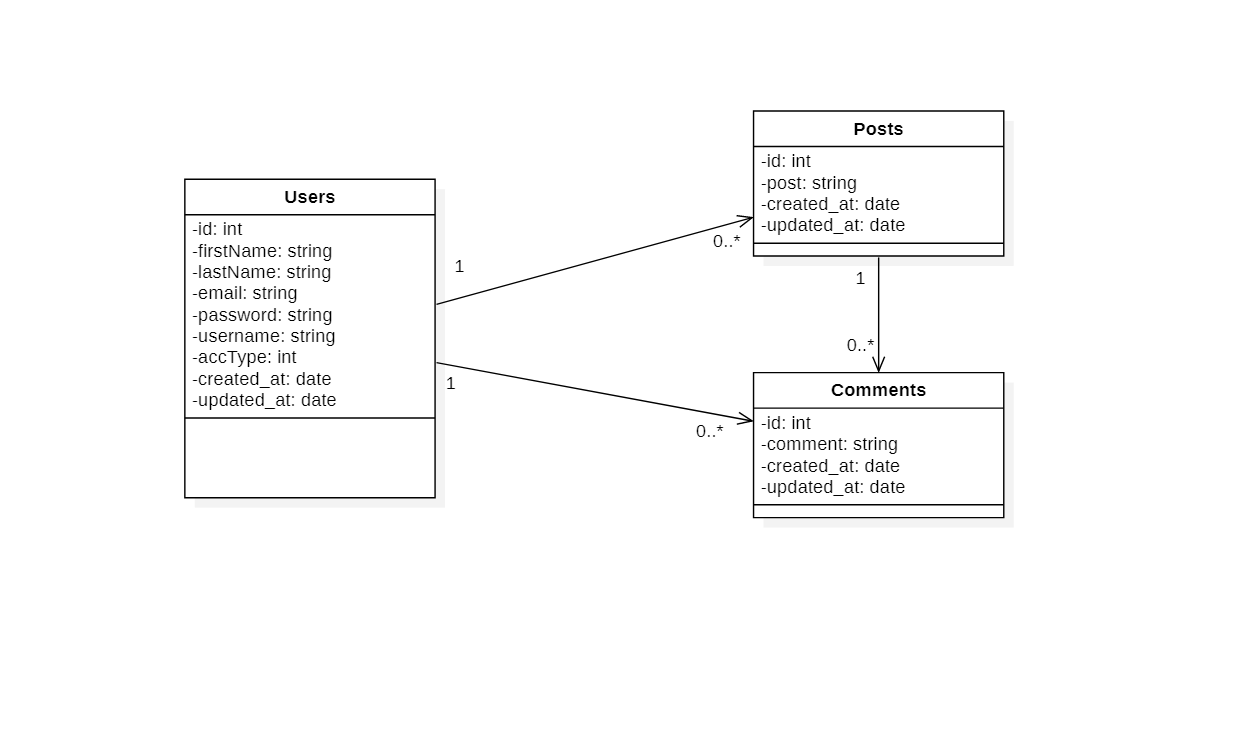 Users
-id: int
-firstName: string
-lastName: string
-email: string
-password: string
-username: string
-accType: int
-created_at: date
-updated_at: date
1
0..*
1
0..*
Posts
-id: int
-post: string
-created_at: date
-updated_at: date
1
0..*
Comments
-id: int
-comment: string
-created_at: date
-updated_at: date